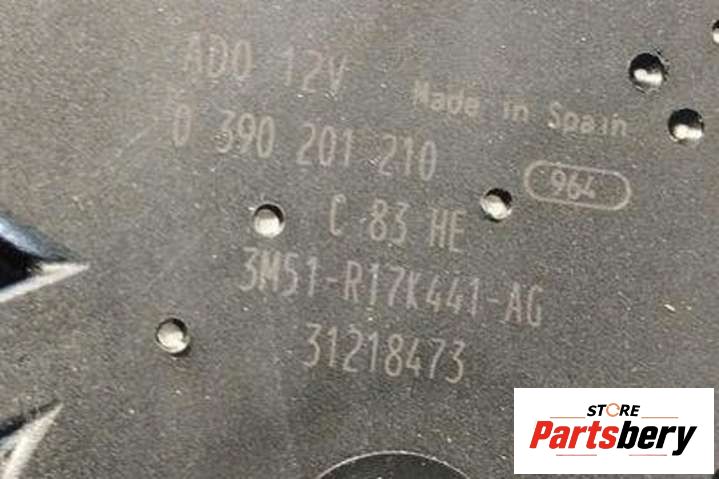 ADO 12V
Made in Spain
0 390 201 210
964
C 83 HE
3M51-R17K441-AG
31218473
STORE
Partsbery